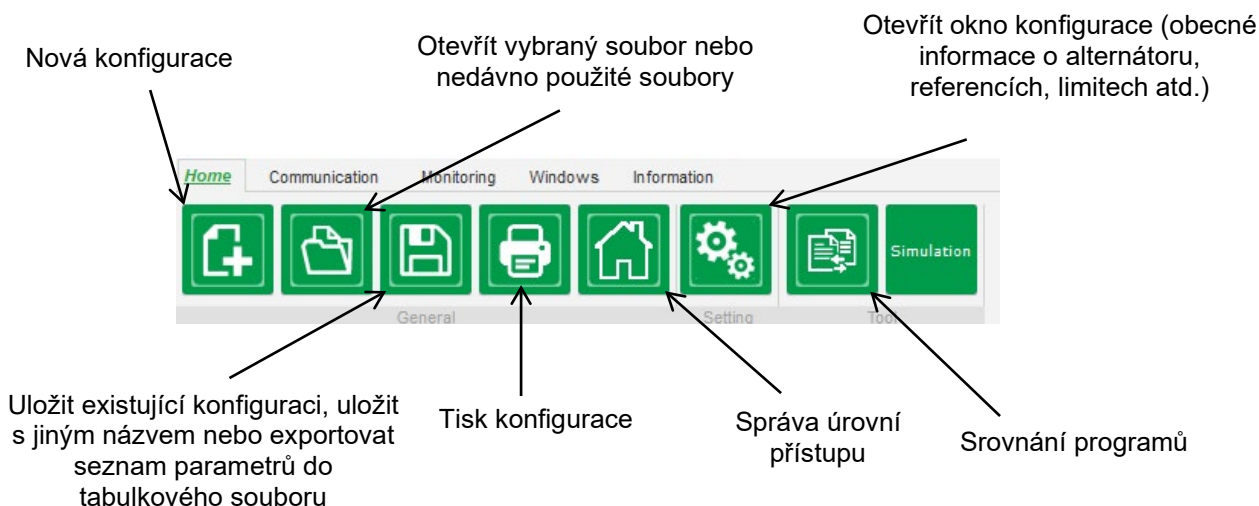 Nová konfigurace
Otevřít vybraný soubor nebo
nedávno použité soubory
Otevřít okno konfigurace (obecné
informace o alternátoru,
referencích, limitech atd.)
Home Communication Monitoring Windows Information
Simulation
General Setting Tool
Uložit existující konfiguraci, uložit
s jiným názvem nebo exportovat
seznam parametrů do
tabulkového souboru
Tisk konfigurace
Správa úrovní
přístupu
Srovnání programů